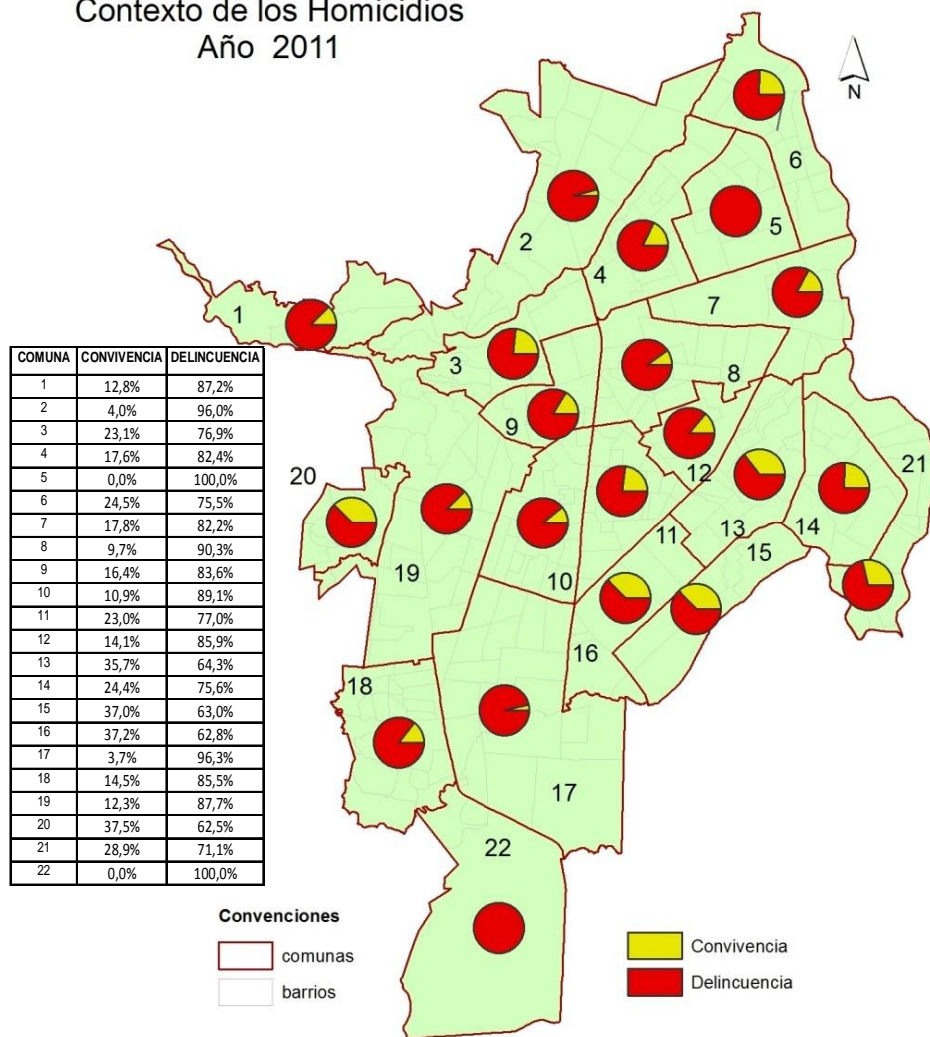 Contexto de los Homicidios
Año 2011
N
6
5
2
4
7
1
3
8
9
12
20
21
13
14
11
15
19
10
16
18
17
22
COMUNA CONVIVENCIA DELINCUENCIA
1 12,8% 87,2%
2 4,0% 96,0%
3 23,1% 76,9%
4 17,6% 82,4%
5 0,0% 100,0%
6 24,5% 75,5%
7 17,8% 82,2%
8 9,7% 90,3%
9 16,4% 83,6%
10 10,9% 89,1%
11 23,0% 77,0%
12 14,1% 85,9%
13 35,7% 64,3%
14 24,4% 75,6%
15 37,0% 63,0%
16 37,2% 62,8%
17 3,7% 96,3%
18 14,5% 85,5%
19 12,3% 87,7%
20 37,5% 62,5%
21 28,9% 71,1%
22 0,0% 100,0%
Convenciones
comunas
barrios
Convivencia
Delincuencia